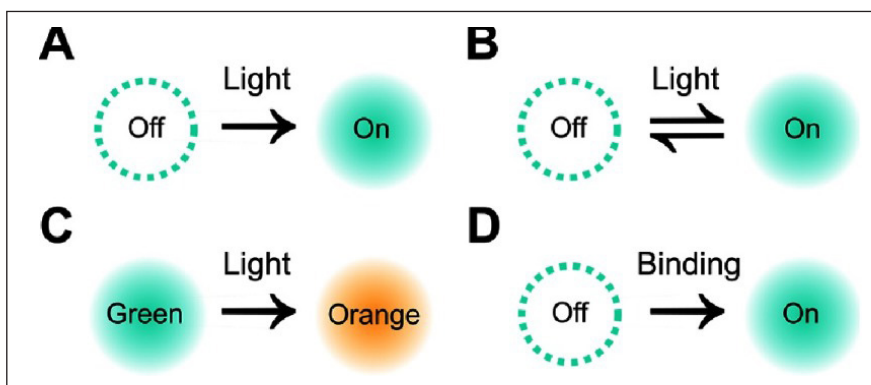 A
Light
Off
On
B
Light
Off
On
C
Light
Green
Orange
D
Binding
Off
On